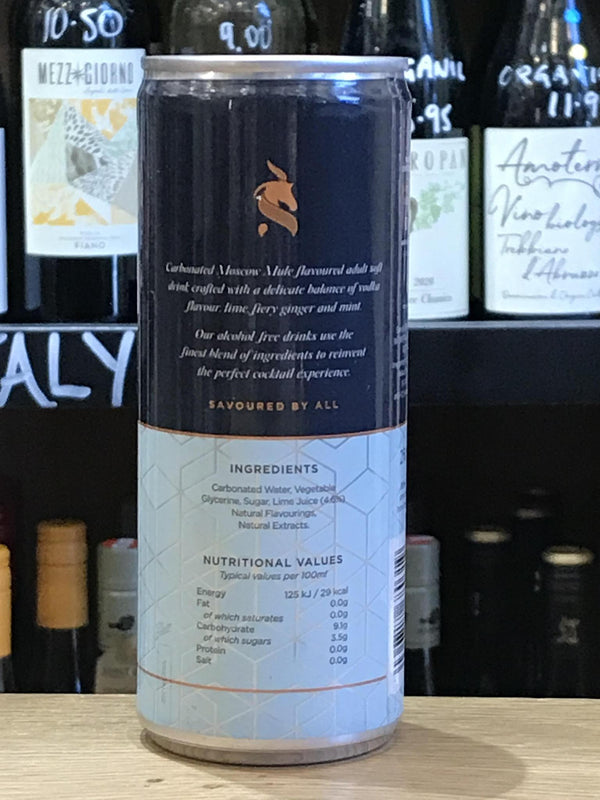 10.50
9.00
ORGANIC
11.9
MEZZ*GIORNO
FIANO
Amoterr
Vino biolog
Trebbiano
d'Abruzzo
2020
ALY
Carbonated Moscow Mule flavoured adult soft
drink crafted with a delicate balance of vodka
flavour, lime, fiery ginger and mint.
Our alcohol free drinks use the
finest blend of ingredients to reinvent
the perfect cocktail experience.
SAVOURED BY ALL
INGREDIENTS
Carbonated Water, Vegetable
Glycerine, Sugar, Lime Juice (4.6%)
Natural Flavourings,
Natural Extracts.
NUTRITIONAL VALUES
Typical values per 100ml
Energy 125 kJ / 29 kcal
Fat 0.0g
of which saturates 0.0g
Carbohydrate 9.1g
of which sugars 3.5g
Protein 0.0g
Salt 0.0g